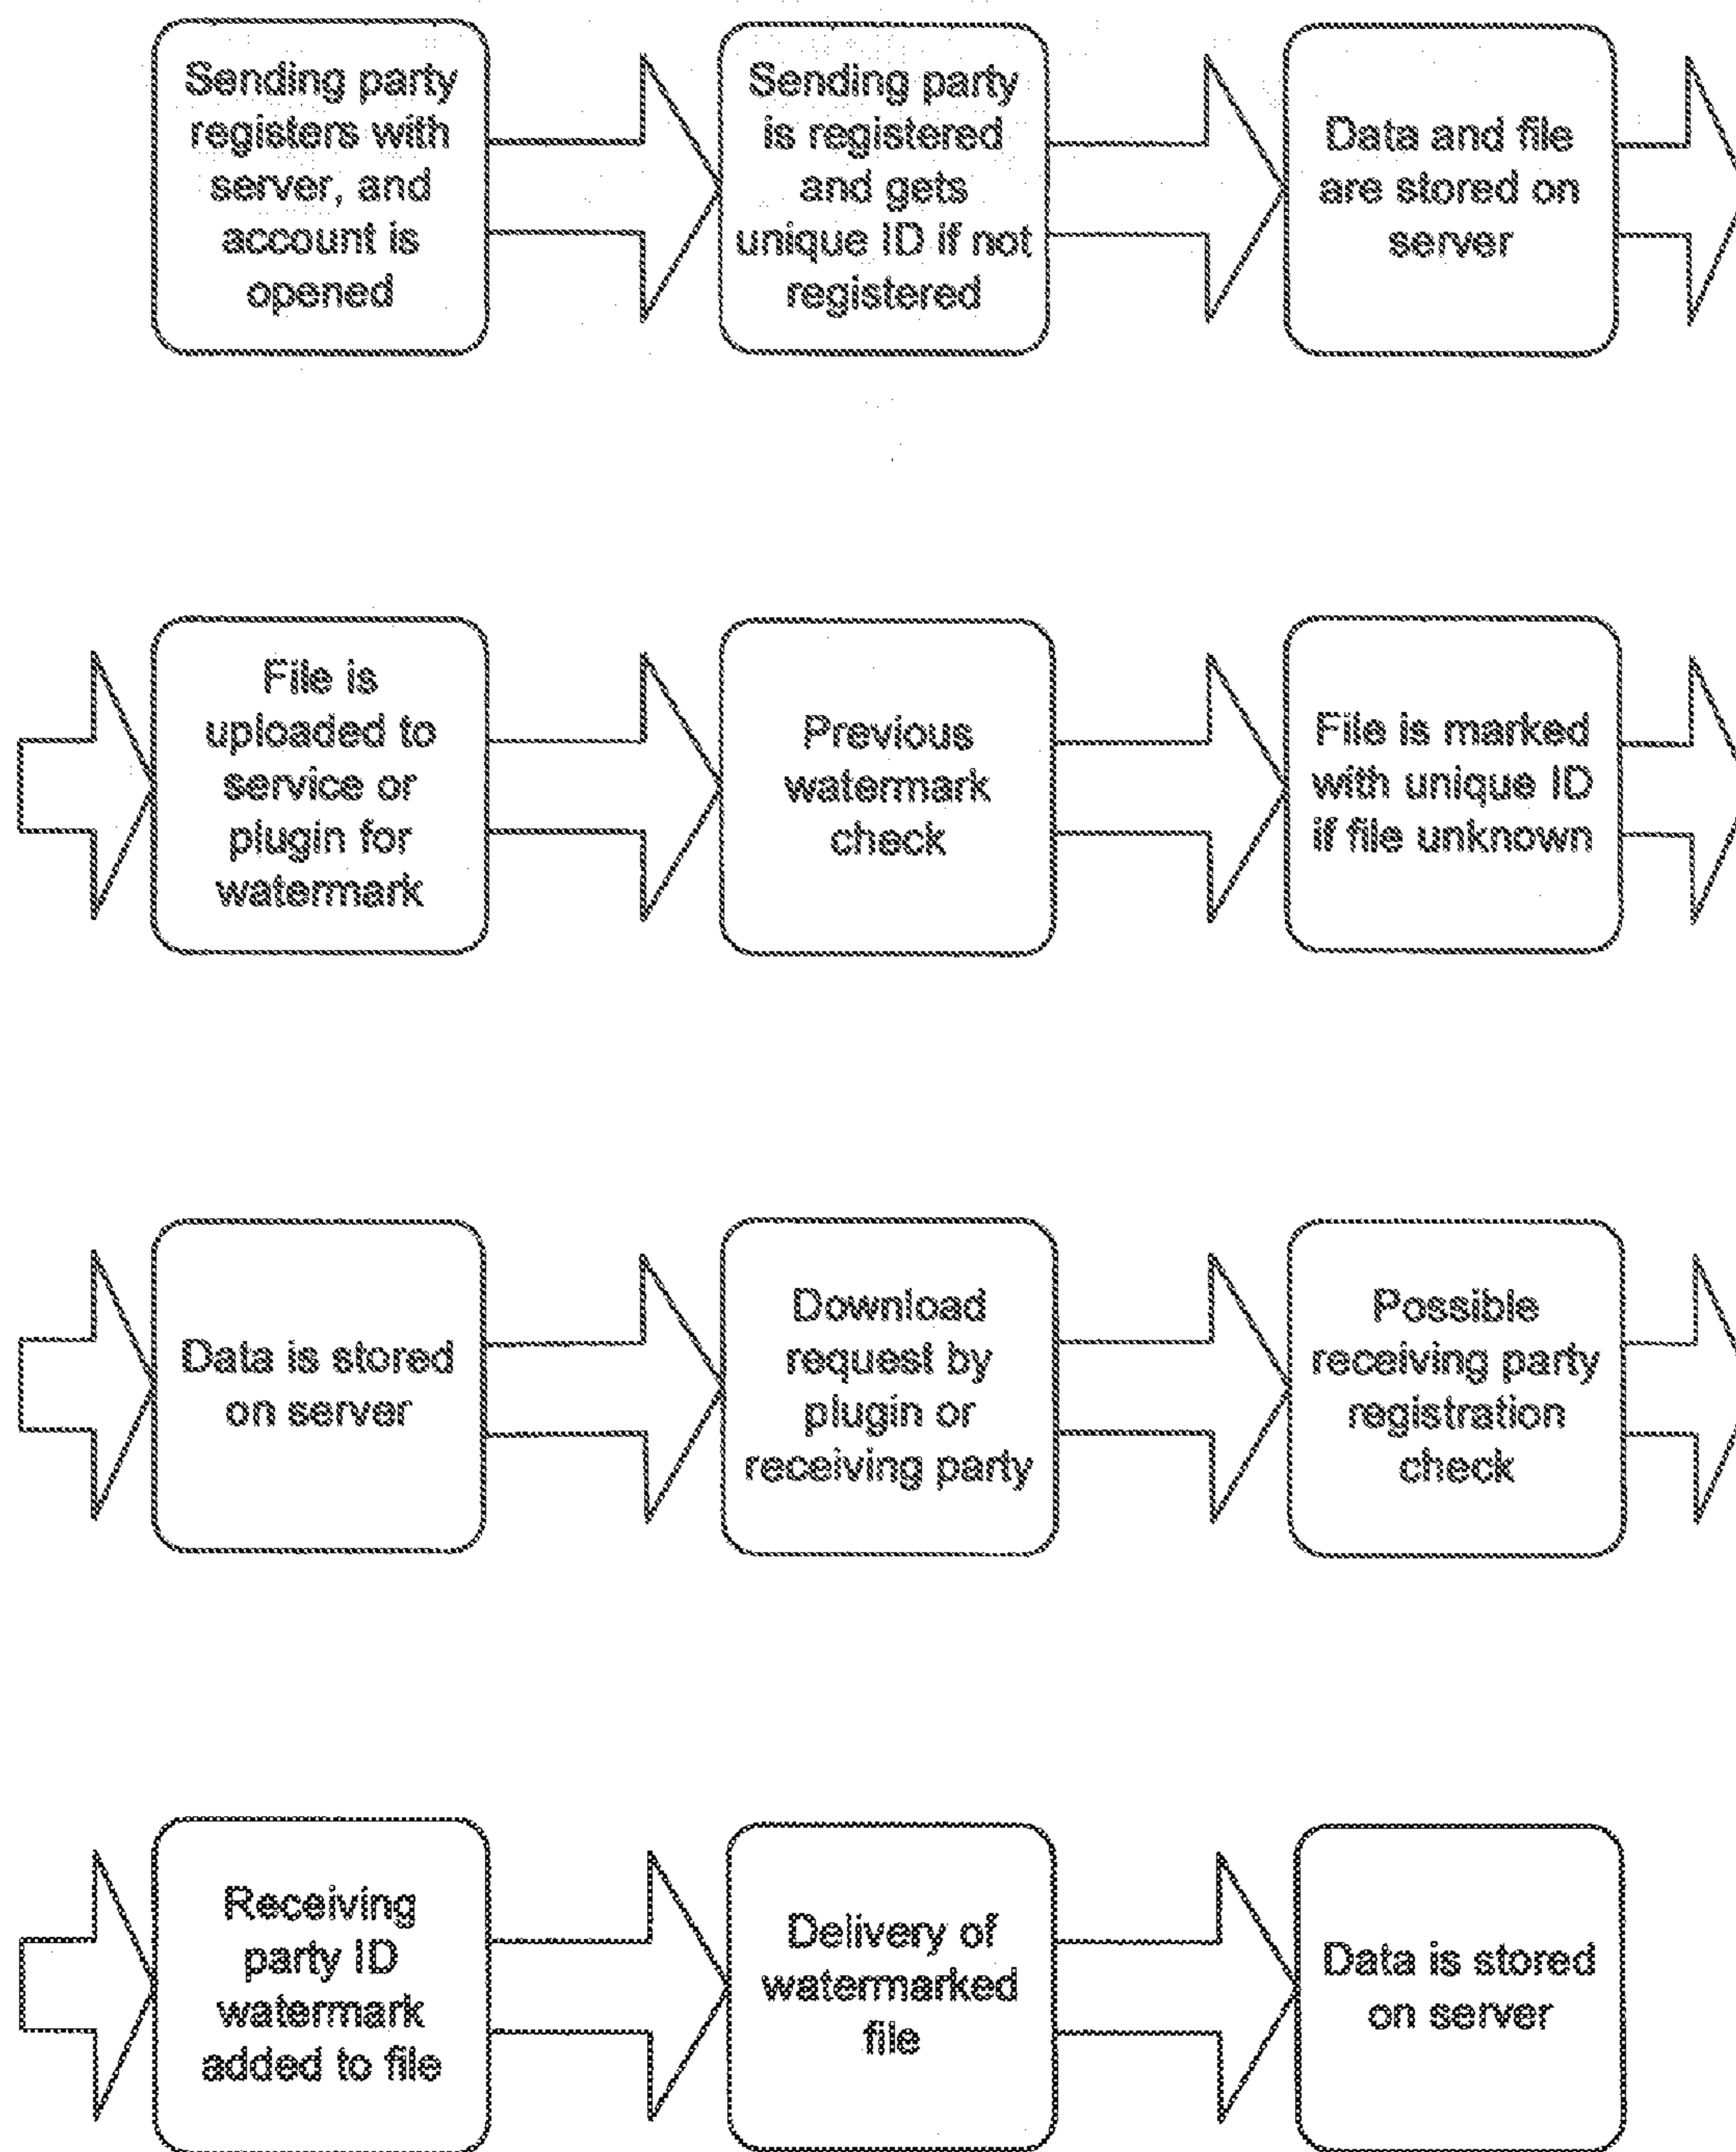 Sending party
registers with
server, and
account is
opened
Sending party
is registered
and gets
unique ID if not
registered
Data and file
are stored on
server
File is
uploaded to
service or
plugin for
watermark
Previous
watermark
check
File is marked
with unique ID
if file unknown
Data is stored
on server
Download
request by
plugin or
receiving party
Possible
receiving party
registration
check
Receiving
party ID
watermark
added to file
Delivery of
watermarked
file
Data is stored
on server